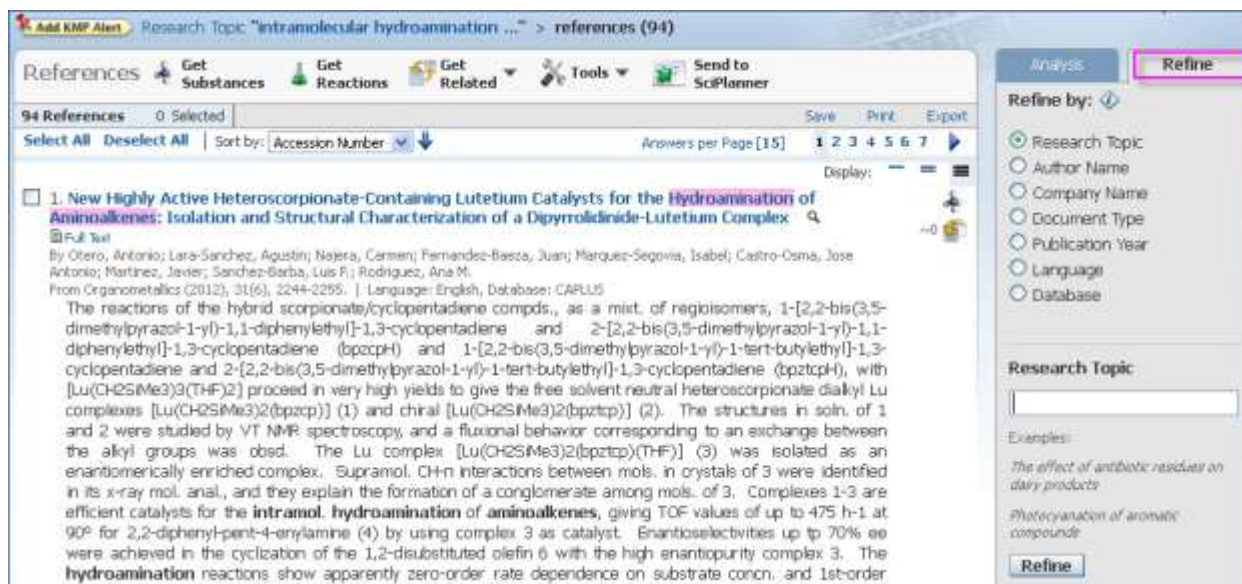 Add KMP Alert Research Topic "intramolecular hydroamination ..." > references (94)
References Get Substances Get Reactions Get Related Tools Send to SciPlanner
94 References 0 Selected Save Print Export
Select All Deselect All Sort by: Accession Number Answers per Page [15] 1 2 3 4 5 6 7
Display:
1. New Highly Active Heteroscorpionate-Containing Lutetium Catalysts for the Hydroamination of
Aminoalkenes: Isolation and Structural Characterization of a Dipyrrolidinide-Lutetium Complex
~0
Full Text
By Otero, Antonio; Lara-Sanchez, Agustin; Najera, Carmen; Fernandez-Baeza, Juan; Marquez-Segovia, Isabel; Castro-Osma, Jose
Antonio; Martinez, Javier; Sanchez-Barba, Luis F.; Rodriguez, Ana M.
From Organometallics (2012), 31(6), 2244-2255. | Language: English, Database: CAPLUS
The reactions of the hybrid scorpionate/cyclopentadiene compds., as a mixt. of regioisomers, 1-[2,2-bis(3,5-
dimethylpyrazol-1-yl)-1,1-diphenylethyl]-1,3-cyclopentadiene and 2-[2,2-bis(3,5-dimethylpyrazol-1-yl)-1,1-
diphenylethyl]-1,3-cyclopentadiene (bpzcpH) and 1-[2,2-bis(3,5-dimethylpyrazol-1-yl)-1-tert-butylethyl]-1,3-
cyclopentadiene and 2-[2,2-bis(3,5-dimethylpyrazol-1-yl)-1-tert-butylethyl]-1,3-cyclopentadiene (bpztcpH), with
[Lu(CH2SiMe3)3(THF)2] proceed in very high yields to give the free solvent neutral heteroscorpionate dialkyl Lu
complexes [Lu(CH2SiMe3)2(bpzcp)] (1) and chiral [Lu(CH2SiMe3)2(bpztcp)] (2). The structures in soln. of 1
and 2 were studied by VT NMR spectroscopy, and a fluxional behavior corresponding to an exchange between
the alkyl groups was obsd. The Lu complex [Lu(CH2SiMe3)2(bpztcp)(THF)] (3) was isolated as an
enantiomerically enriched complex. Supramol. CH-π interactions between mols. in crystals of 3 were identified
in its x-ray mol. anal., and they explain the formation of a conglomerate among mols. of 3. Complexes 1-3 are
efficient catalysts for the intramol. hydroamination of aminoalkenes, giving TOF values of up to 475 h-1 at
90º for 2,2-diphenyl-pent-4-enylamine (4) by using complex 3 as catalyst. Enantioselectivities up tp 70% ee
were achieved in the cyclization of the 1,2-disubstituted olefin 6 with the high enantiopurity complex 3. The
hydroamination reactions show apparently zero-order rate dependence on substrate concn. and 1st-order
Analysis Refine
Refine by:
Research Topic
Author Name
Company Name
Document Type
Publication Year
Language
Database
Research Topic
Examples:
The effect of antibiotic residues on
dairy products
Photocyanation of aromatic
compounds
Refine